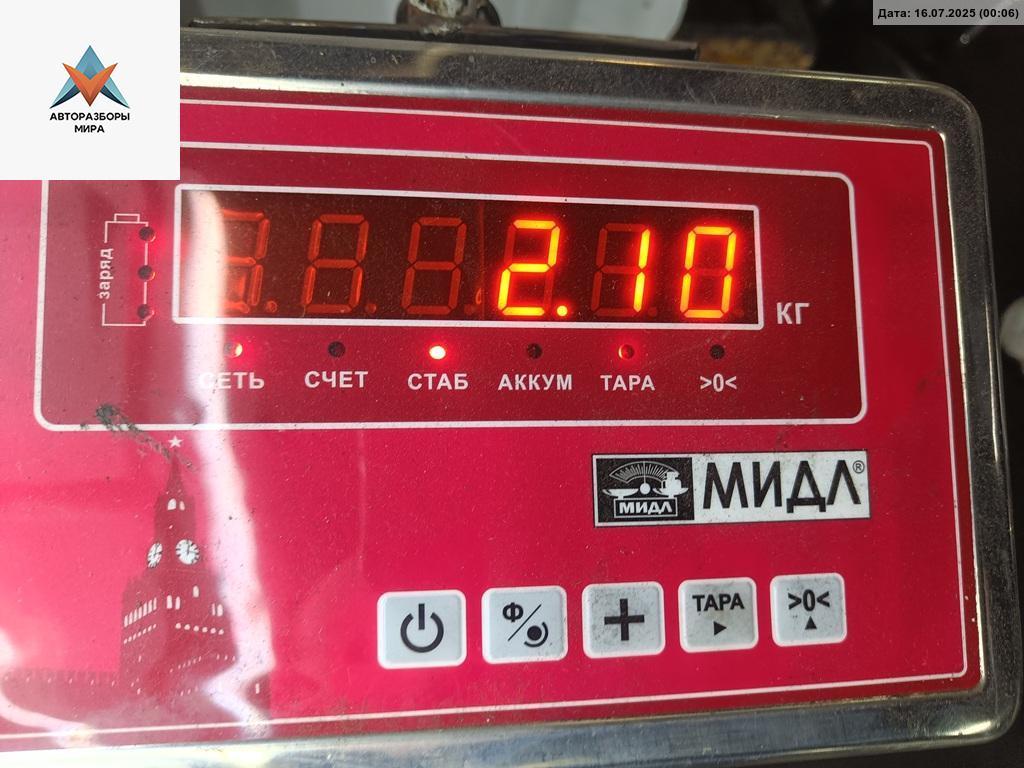 Дата: 16.07.2025 (00:06)
АВТОРАЗБОРЫ
МИРА
заряд
2.10
КГ
СЕТЬ СЧЕТ СТАБ АККУМ ТАРА >0<
МИДЛ МИДЛ®
Ф ТАРА >0<